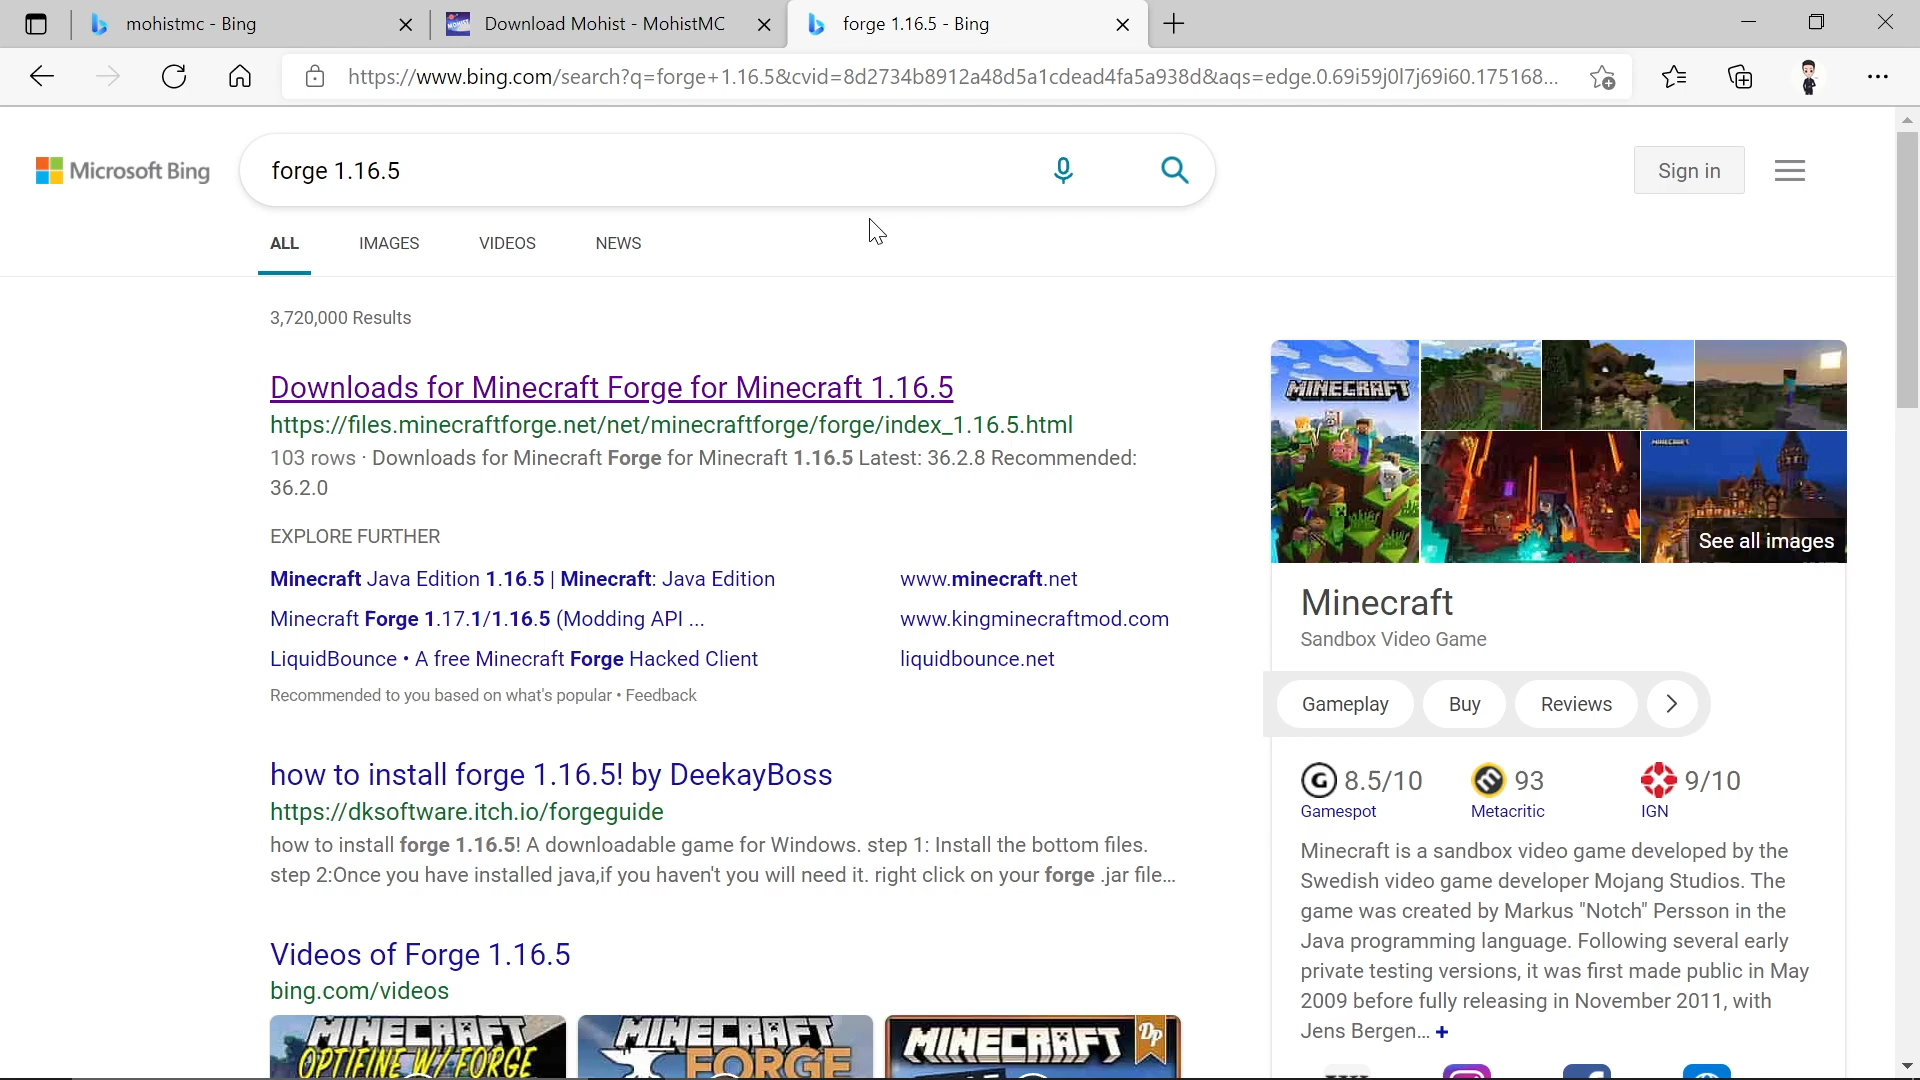 mohistmc - Bing
Download Mohist - MohistMC
forge 1.16.5 - Bing
https://www.bing.com/search?q=forge+1.16.5&cvid=8d2734b8912a48d5a1cdead4fa5a938d&aqs=edge.0.69i59j0l7j69i60.175168...
Microsoft Bing
forge 1.16.5
Sign in
ALL IMAGES VIDEOS NEWS
3,720,000 Results
Downloads for Minecraft Forge for Minecraft 1.16.5
https://files.minecraftforge.net/net/minecraftforge/forge/index_1.16.5.html
103 rows · Downloads for Minecraft Forge for Minecraft 1.16.5 Latest: 36.2.8 Recommended:
36.2.0
EXPLORE FURTHER
Minecraft Java Edition 1.16.5 | Minecraft: Java Edition www.minecraft.net
Minecraft Forge 1.17.1/1.16.5 (Modding API ... www.kingminecraftmod.com
LiquidBounce • A free Minecraft Forge Hacked Client liquidbounce.net
Recommended to you based on what's popular • Feedback
how to install forge 1.16.5! by DeekayBoss
https://dksoftware.itch.io/forgeguide
how to install forge 1.16.5! A downloadable game for Windows. step 1: Install the bottom files.
step 2:Once you have installed java,if you haven't you will need it. right click on your forge .jar file...
Videos of Forge 1.16.5
bing.com/videos
MINECRAFT
OPTIFINE W/ FORGE
MINECRAFT
FORGE
MINECRAFT
DP
MINECRAFT
MINECRAFT
See all images
Minecraft
Sandbox Video Game
Gameplay Buy Reviews
8.5/10 93 9/10
Gamespot Metacritic IGN
Minecraft is a sandbox video game developed by the
Swedish video game developer Mojang Studios. The
game was created by Markus "Notch" Persson in the
Java programming language. Following several early
private testing versions, it was first made public in May
2009 before fully releasing in November 2011, with
Jens Bergen... +